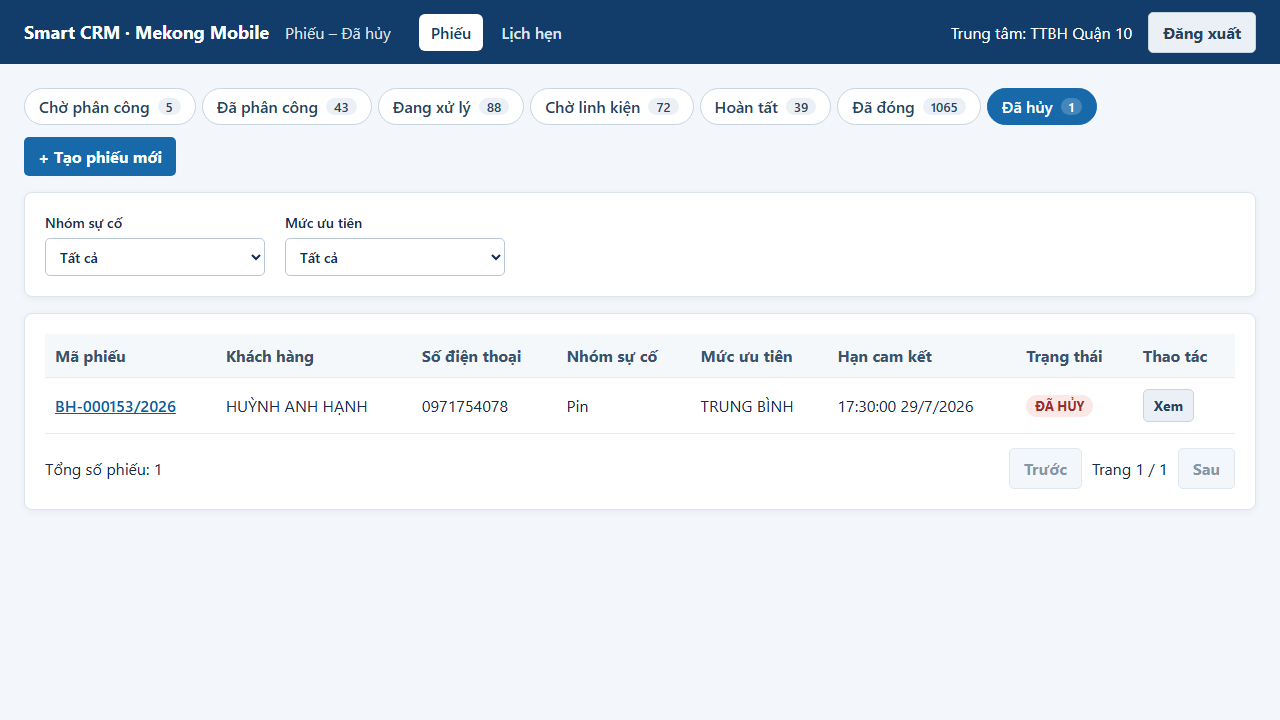 Smart CRM · Mekong Mobile Phiếu – Đã hủy Phiếu Lịch hẹn Trung tâm: TTBH Quận 10 Đăng xuất
Chờ phân công 5 Đã phân công 43 Đang xử lý 88 Chờ linh kiện 72 Hoàn tất 39 Đã đóng 1065 Đã hủy 1
+ Tạo phiếu mới
Nhóm sự cố Mức ưu tiên
Tất cả Tất cả
Mã phiếu Khách hàng Số điện thoại Nhóm sự cố Mức ưu tiên Hạn cam kết Trạng thái Thao tác
BH-000153/2026 HUỲNH ANH HẠNH 0971754078 Pin TRUNG BÌNH 17:30:00 29/7/2026 ĐÃ HỦY Xem
Tổng số phiếu: 1 Trước Trang 1 / 1 Sau